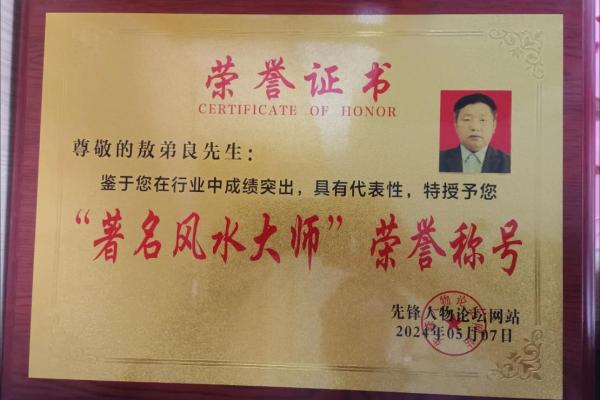 荣誉证书
CERTIFICATE OF HONOR
尊敬的敖弟良先生：
鉴于您在行业中成绩突出，具有代表性，特授予您
“著名风水大师”荣誉称号
先锋人物论坛网站
2024年05月07日